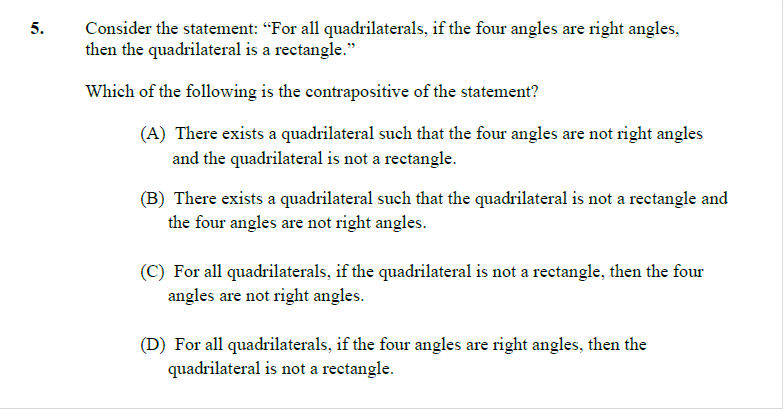 5. Consider the statement: “For all quadrilaterals, if the four angles are right angles,
then the quadrilateral is a rectangle.”
Which of the following is the contrapositive of the statement?
(A) There exists a quadrilateral such that the four angles are not right angles
and the quadrilateral is not a rectangle.
(B) There exists a quadrilateral such that the quadrilateral is not a rectangle and
the four angles are not right angles.
(C) For all quadrilaterals, if the quadrilateral is not a rectangle, then the four
angles are not right angles.
(D) For all quadrilaterals, if the four angles are right angles, then the
quadrilateral is not a rectangle.